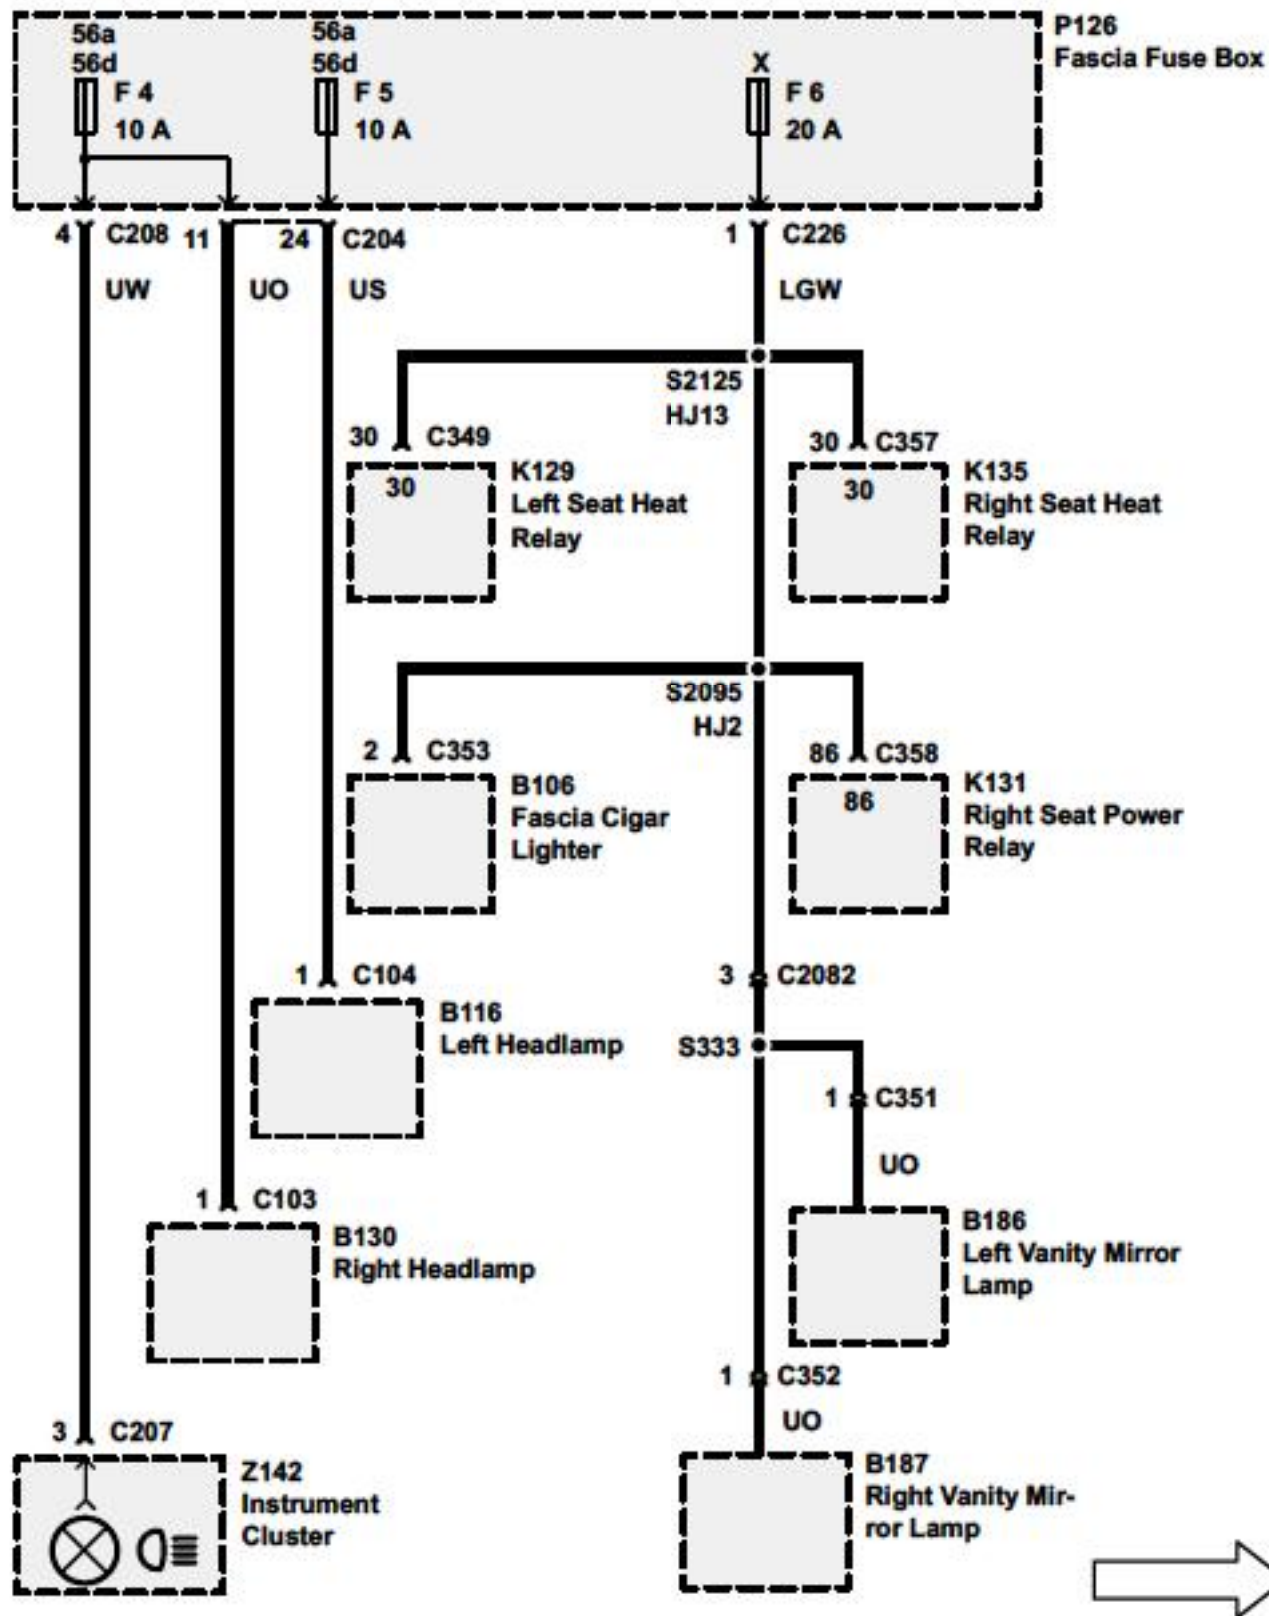 P126
Fascia Fuse Box
56a
56d
F 4
10 A
56a
56d
F 5
10 A
X
F 6
20 A
4 C208
11
24 C204
1 C226
UW
UO
US
LGW
S2125
HJ13
30 C349
K129
Left Seat Heat
Relay
30
30 C357
K135
Right Seat Heat
Relay
30
S2095
HJ2
2 C353
B106
Fascia Cigar
Lighter
86 C358
K131
Right Seat Power
Relay
86
1 C104
B116
Left Headlamp
3 C2082
S333
1 C351
UO
B186
Left Vanity Mirror
Lamp
1 C103
B130
Right Headlamp
1 C352
UO
B187
Right Vanity Mir-
ror Lamp
3 C207
Z142
Instrument
Cluster